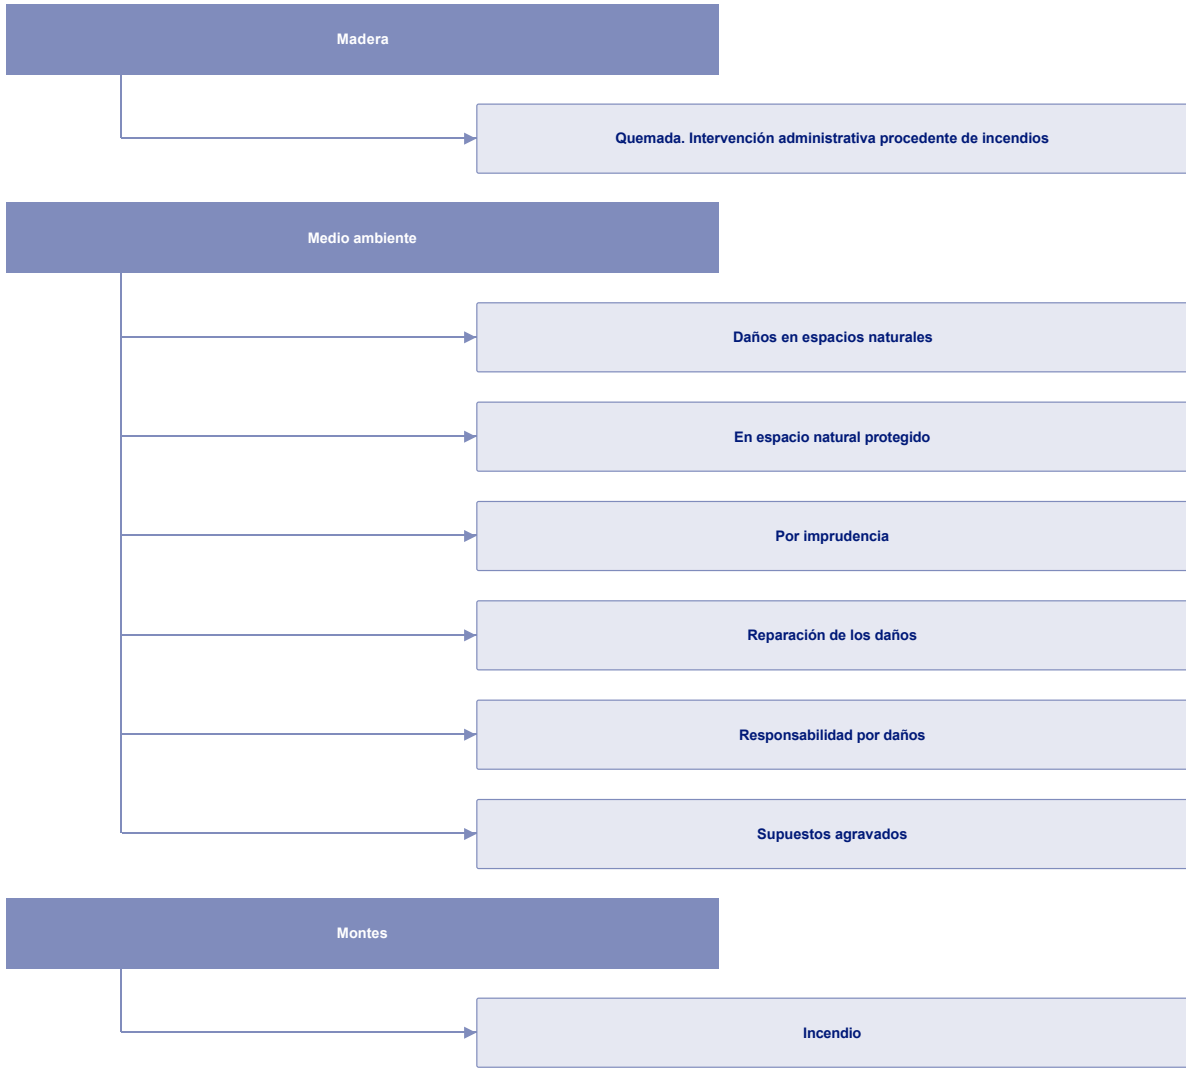 Madera
Quemada. Intervención administrativa procedente de incendios
Medio ambiente
Daños en espacios naturales
En espacio natural protegido
Por imprudencia
Reparación de los daños
Responsabilidad por daños
Supuestos agravados
Montes
Incendio